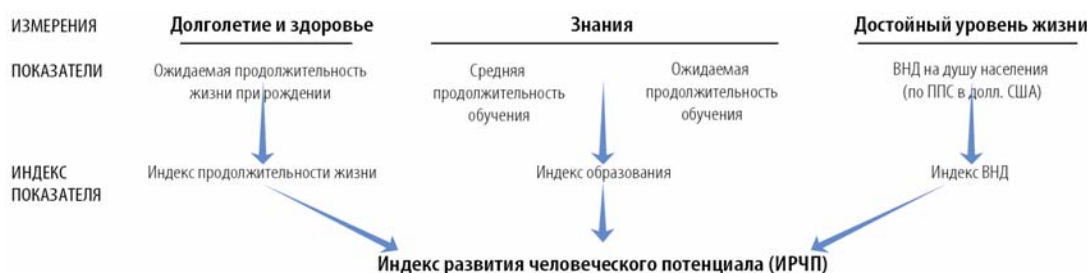 ИЗМЕРЕНИЯ Долголетие и здоровье Знания Достойный уровень жизни
ПОКАЗАТЕЛИ
Ожидаемая продолжительность
жизни при рождении
Средняя
продолжительность
обучения
Ожидаемая
продолжительность
обучения
ВНД на душу населения
(по ППС в долл. США)
ИНДЕКС
ПОКАЗАТЕЛЯ
Индекс продолжительности жизни
Индекс образования
Индекс ВНД
Индекс развития человеческого потенциала (ИРЧП)